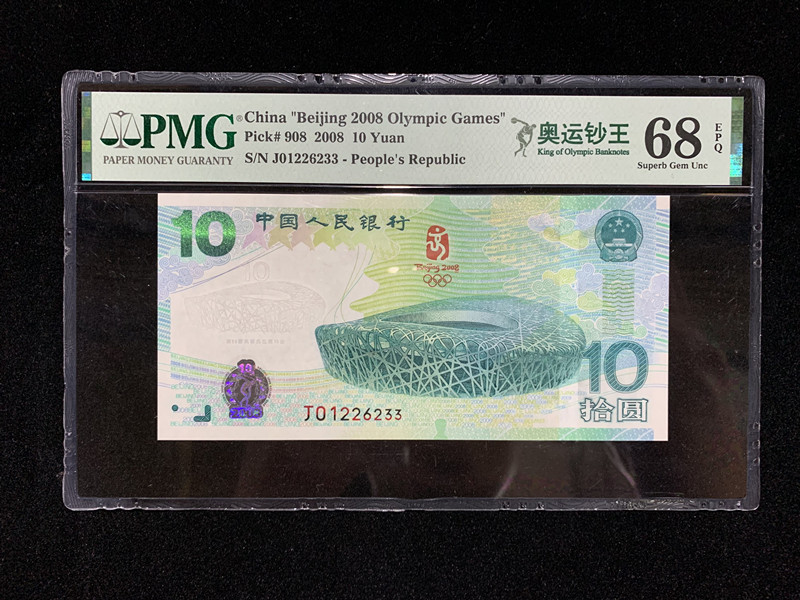 PMG
PAPER MONEY GUARANTY
China "Beijing 2008 Olympic Games"
Pick# 908 2008 10 Yuan
S/N J01226233 - People's Republic
奥运钞王
King of Olympic Banknotes
68
EPQ
Superb Gem Unc
10
中国人民银行
Beijing 2008
10
10
J01226233
10
拾圆